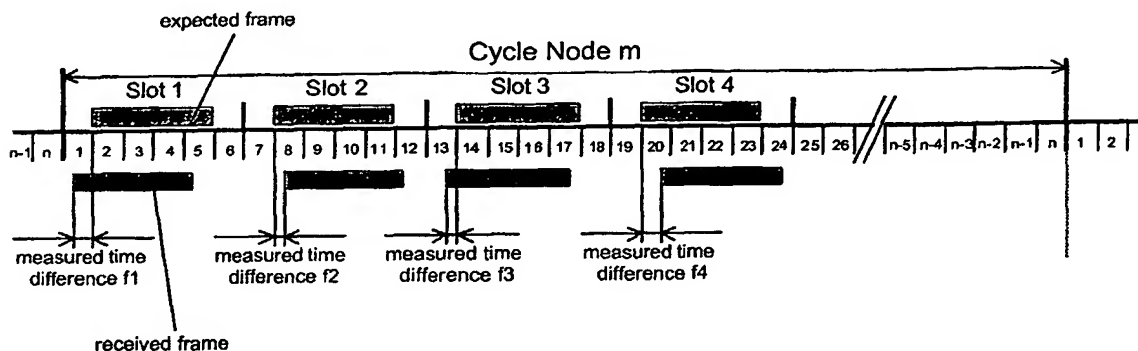 expected frame
Cycle Node m
Slot 1 Slot 2 Slot 3 Slot 4
n-1 n 1 2 3 4 5 6 7 8 9 10 11 12 13 14 15 16 17 18 19 20 21 22 23 24 25 26 n-5 n-4 n-3 n-2 n-1 n 1 2
measured time
difference f1
measured time
difference f2
measured time
difference f3
measured time
difference f4
received frame